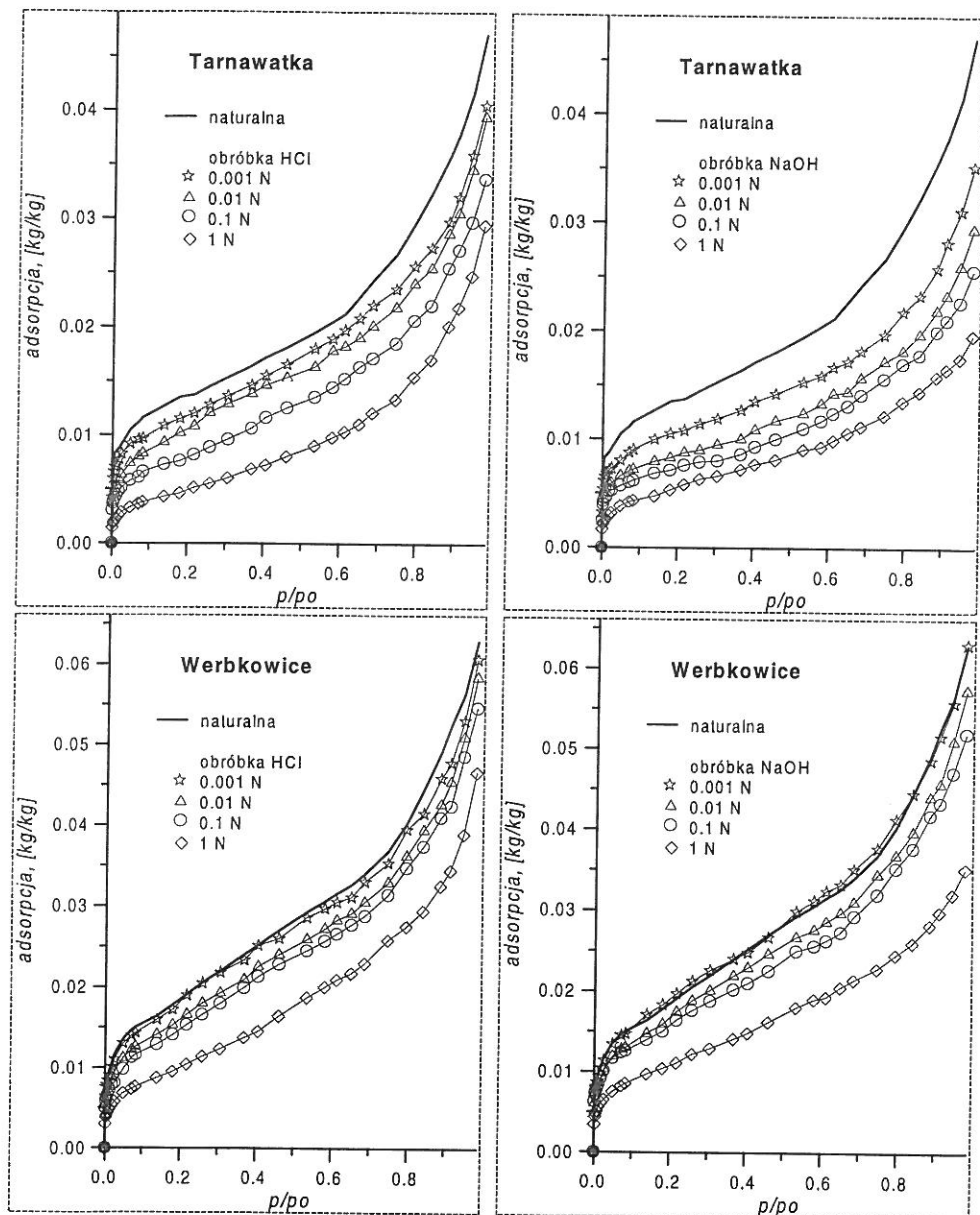 Tarnawatka
naturalna
obróbka HCl
0.001 N
0.01 N
0.1 N
1 N
adsorpcja, [kg/kg]
0.04
0.03
0.02
0.01
0.00
0.0 0.2 0.4 0.6 0.8
p/po
Tarnawatka
naturalna
obróbka NaOH
0.001 N
0.01 N
0.1 N
1 N
adsorpcja, [kg/kg]
0.04
0.03
0.02
0.01
0.00
0.0 0.2 0.4 0.6 0.8
p/po
Werbkowice
naturalna
obróbka HCl
0.001 N
0.01 N
0.1 N
1 N
adsorpcja, [kg/kg]
0.06
0.05
0.04
0.03
0.02
0.01
0.00
0.0 0.2 0.4 0.6 0.8
p/po
Werbkowice
naturalna
obróbka NaOH
0.001 N
0.01 N
0.1 N
1 N
adsorpcja, [kg/kg]
0.06
0.05
0.04
0.03
0.02
0.01
0.00
0.0 0.2 0.4 0.6 0.8
p/po